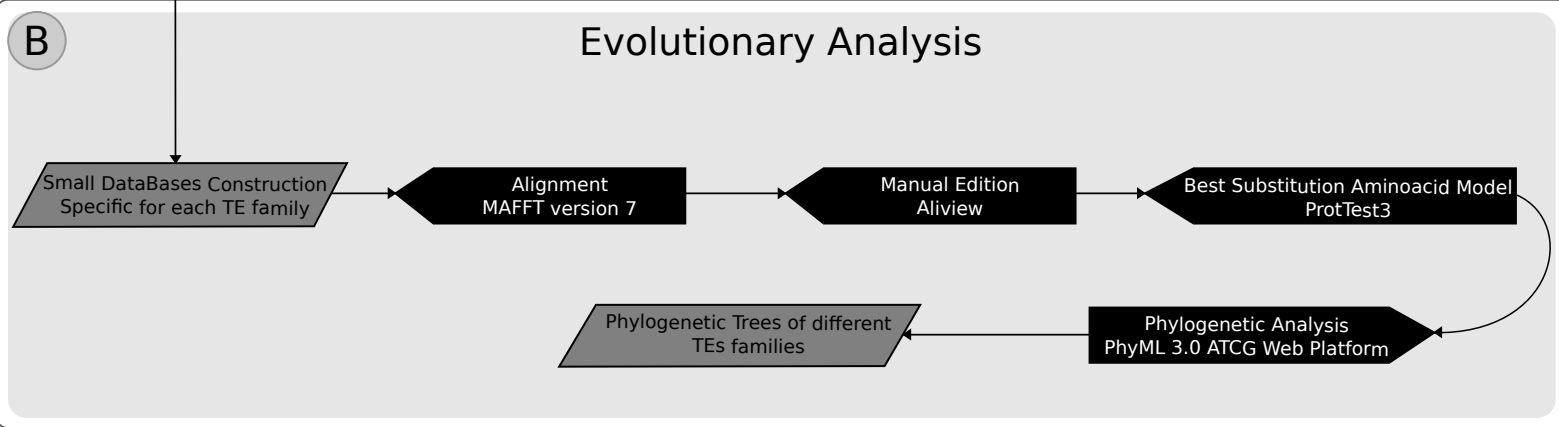 B
Evolutionary Analysis
Small DataBases Construction
Specific for each TE family
Alignment
MAFFT version 7
Manual Edition
Aliview
Best Substitution Aminoacid Model
ProtTest3
Phylogenetic Analysis
PhyML 3.0 ATCG Web Platform
Phylogenetic Trees of different
TEs families